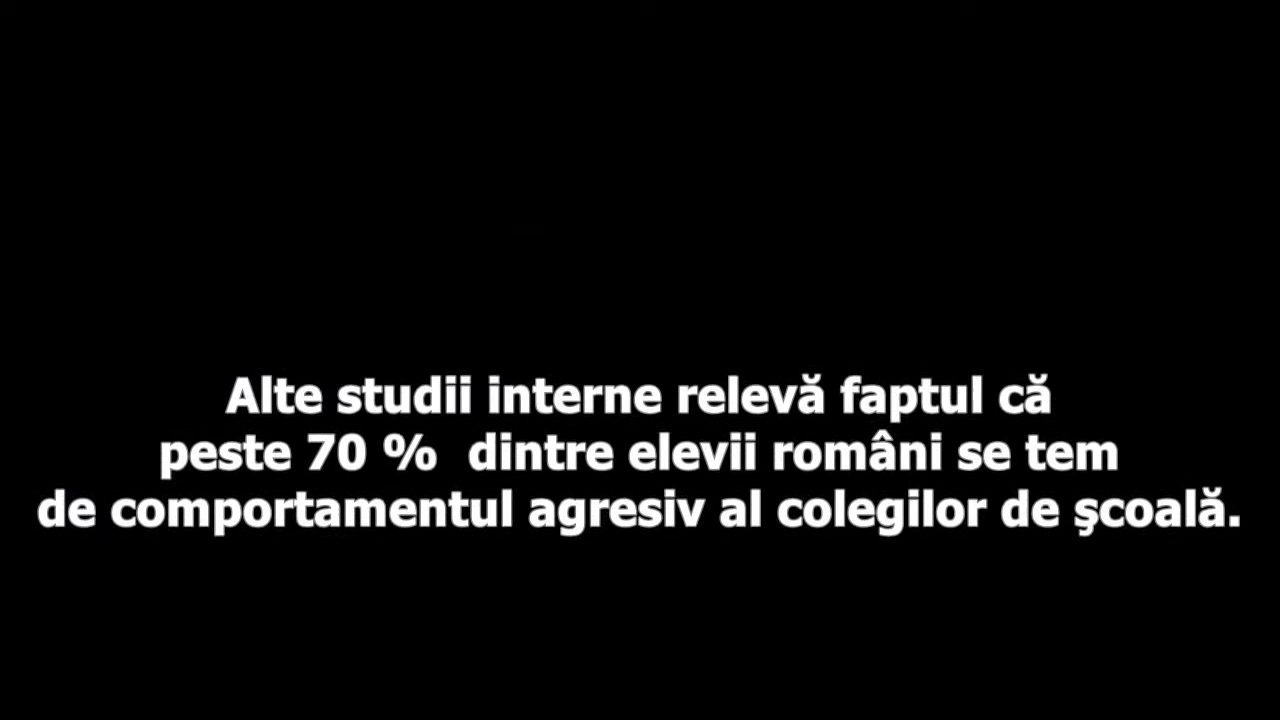 Alte studii interne relevă faptul că
peste 70 %  dintre elevii români se tem
de comportamentul agresiv al colegilor de şcoală.